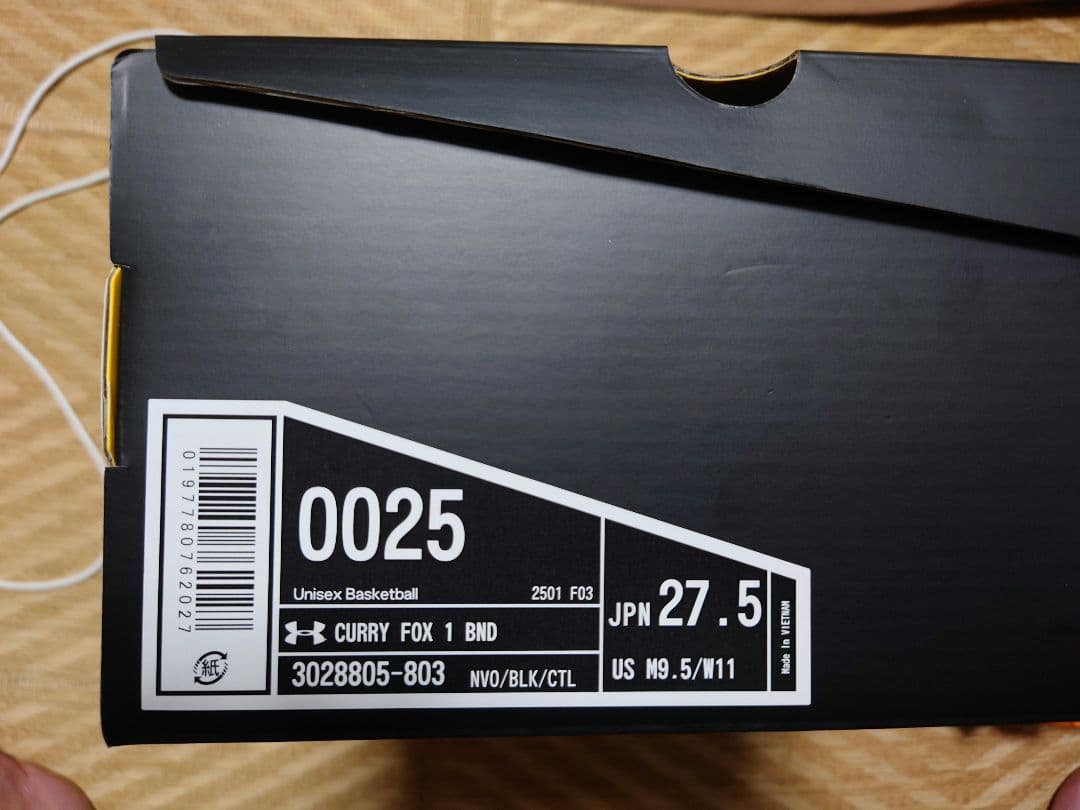 0197780762027
紙
0025
Unisex Basketball
2501 F03
CURRY FOX 1 BND
3028805-803
NVO/BLK/CTL
JPN 27.5
US M9.5/W11
Made In VIETNAM